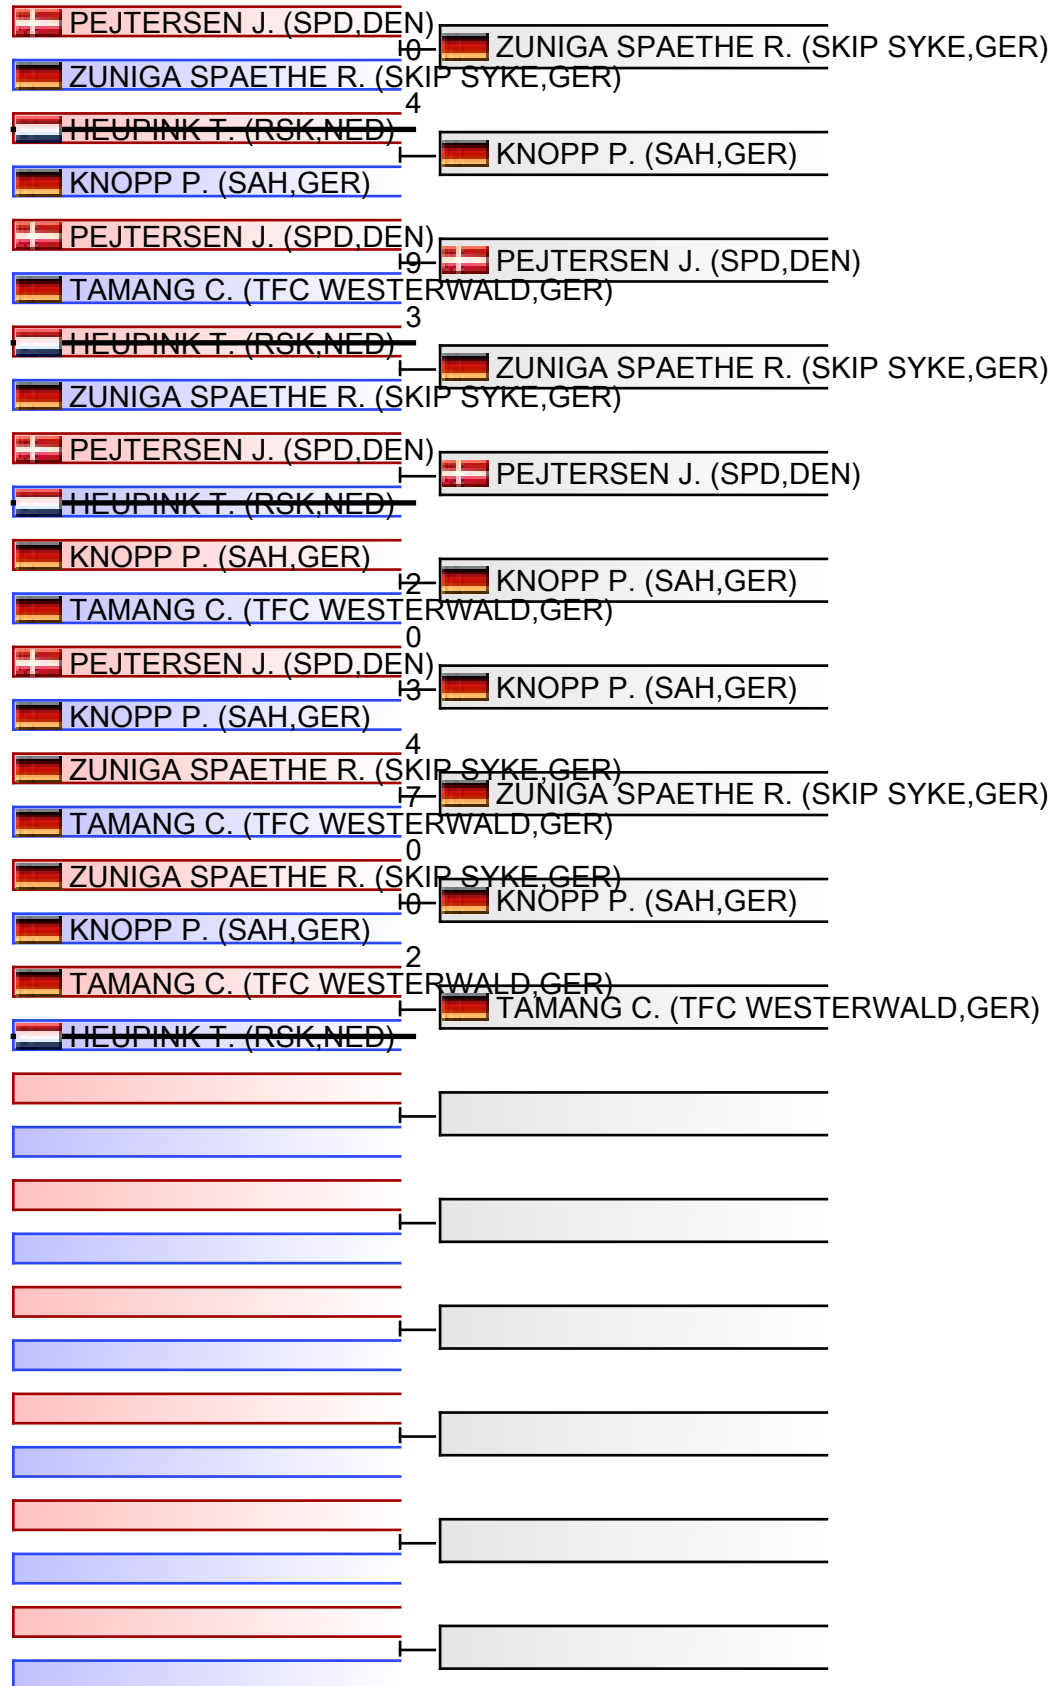 PEJTERSEN J. (SPD,DEN)
0
ZUNIGA SPAETHE R. (SKIP SYKE,GER)
ZUNIGA SPAETHE R. (SKIP SYKE,GER)
4
HEUPINK T. (RSK,NED)
KNOPP P. (SAH,GER)
KNOPP P. (SAH,GER)
PEJTERSEN J. (SPD,DEN)
9
PEJTERSEN J. (SPD,DEN)
TAMANG C. (TFC WESTERWALD,GER)
3
HEUPINK T. (RSK,NED)
ZUNIGA SPAETHE R. (SKIP SYKE,GER)
ZUNIGA SPAETHE R. (SKIP SYKE,GER)
PEJTERSEN J. (SPD,DEN)
PEJTERSEN J. (SPD,DEN)
HEUPINK T. (RSK,NED)
KNOPP P. (SAH,GER)
2
KNOPP P. (SAH,GER)
TAMANG C. (TFC WESTERWALD,GER)
0
PEJTERSEN J. (SPD,DEN)
3
KNOPP P. (SAH,GER)
KNOPP P. (SAH,GER)
4
ZUNIGA SPAETHE R. (SKIP SYKE,GER)
7
ZUNIGA SPAETHE R. (SKIP SYKE,GER)
TAMANG C. (TFC WESTERWALD,GER)
0
ZUNIGA SPAETHE R. (SKIP SYKE,GER)
0
KNOPP P. (SAH,GER)
KNOPP P. (SAH,GER)
2
TAMANG C. (TFC WESTERWALD,GER)
TAMANG C. (TFC WESTERWALD,GER)
HEUPINK T. (RSK,NED)